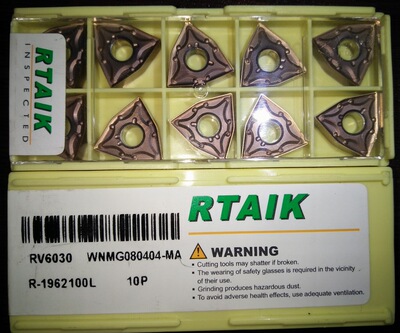 RTAIK
INSPECTED
RTAIK
RV6030 WNMG080404-MA
R-1962100L 10P
WARNING
• Cutting tools may shatter if broken.
• The wearing of safety glasses is required in the vicinity
of their use.
• Grinding produces hazardous dust.
• To avoid adverse health effects, use adequate ventilation.